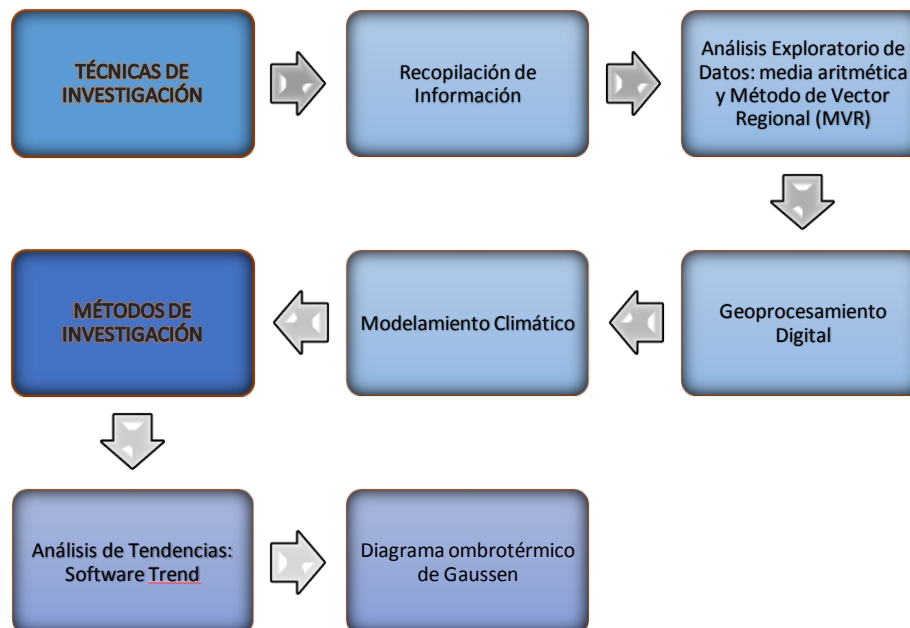 TÉCNICAS DE
INVESTIGACIÓN
Recopilación de
Información
Análisis Exploratorio de
Datos: media aritmética
y Método de Vector
Regional (MVR)
Geoprocesamiento
Digital
Modelamiento Climático
MÉTODOS DE
INVESTIGACIÓN
Análisis de Tendencias:
Software Trend
Diagrama ombrotérmico
de Gaussen